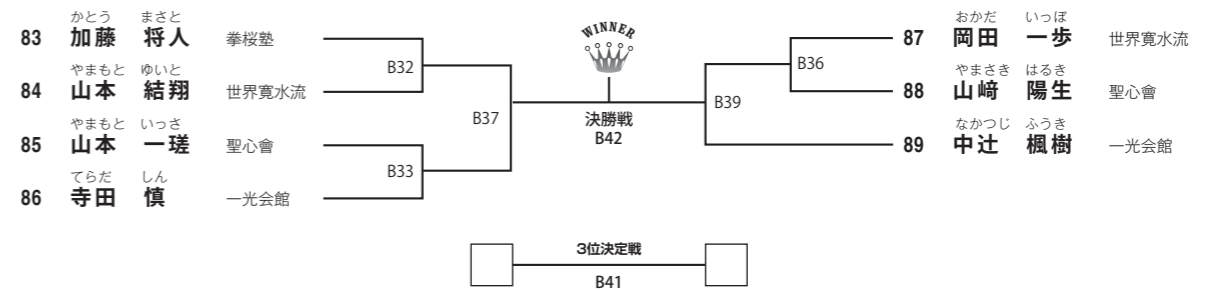 かとう まさと
83 加藤 将人 拳桜塾
B32
やまもと ゆいと
84 山本 結翔 世界寛水流
B37
やまもと いっさ
85 山本 一瑳 聖心會
B33
てらだ しん
86 寺田 慎 一光会館
WINNER
決勝戦
B42
おかだ いっぽ
87 岡田 一歩 世界寛水流
B36
やまさき はるき
88 山﨑 陽生 聖心會
B39
なかつじ ふうき
89 中辻 楓樹 一光会館
3位決定戦
B41